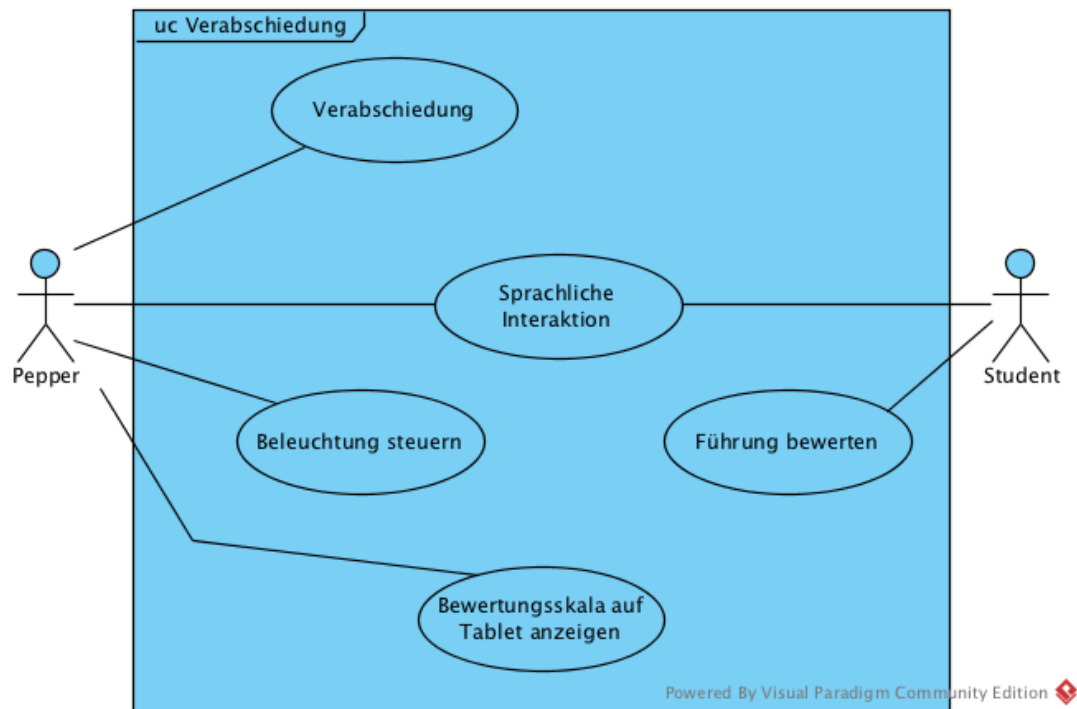 uc Verabschiedung
Verabschiedung
Sprachliche
Interaktion
Pepper
Student
Beleuchtung steuern
Führung bewerten
Bewertungsskala auf
Tablet anzeigen
Powered By Visual Paradigm Community Edition